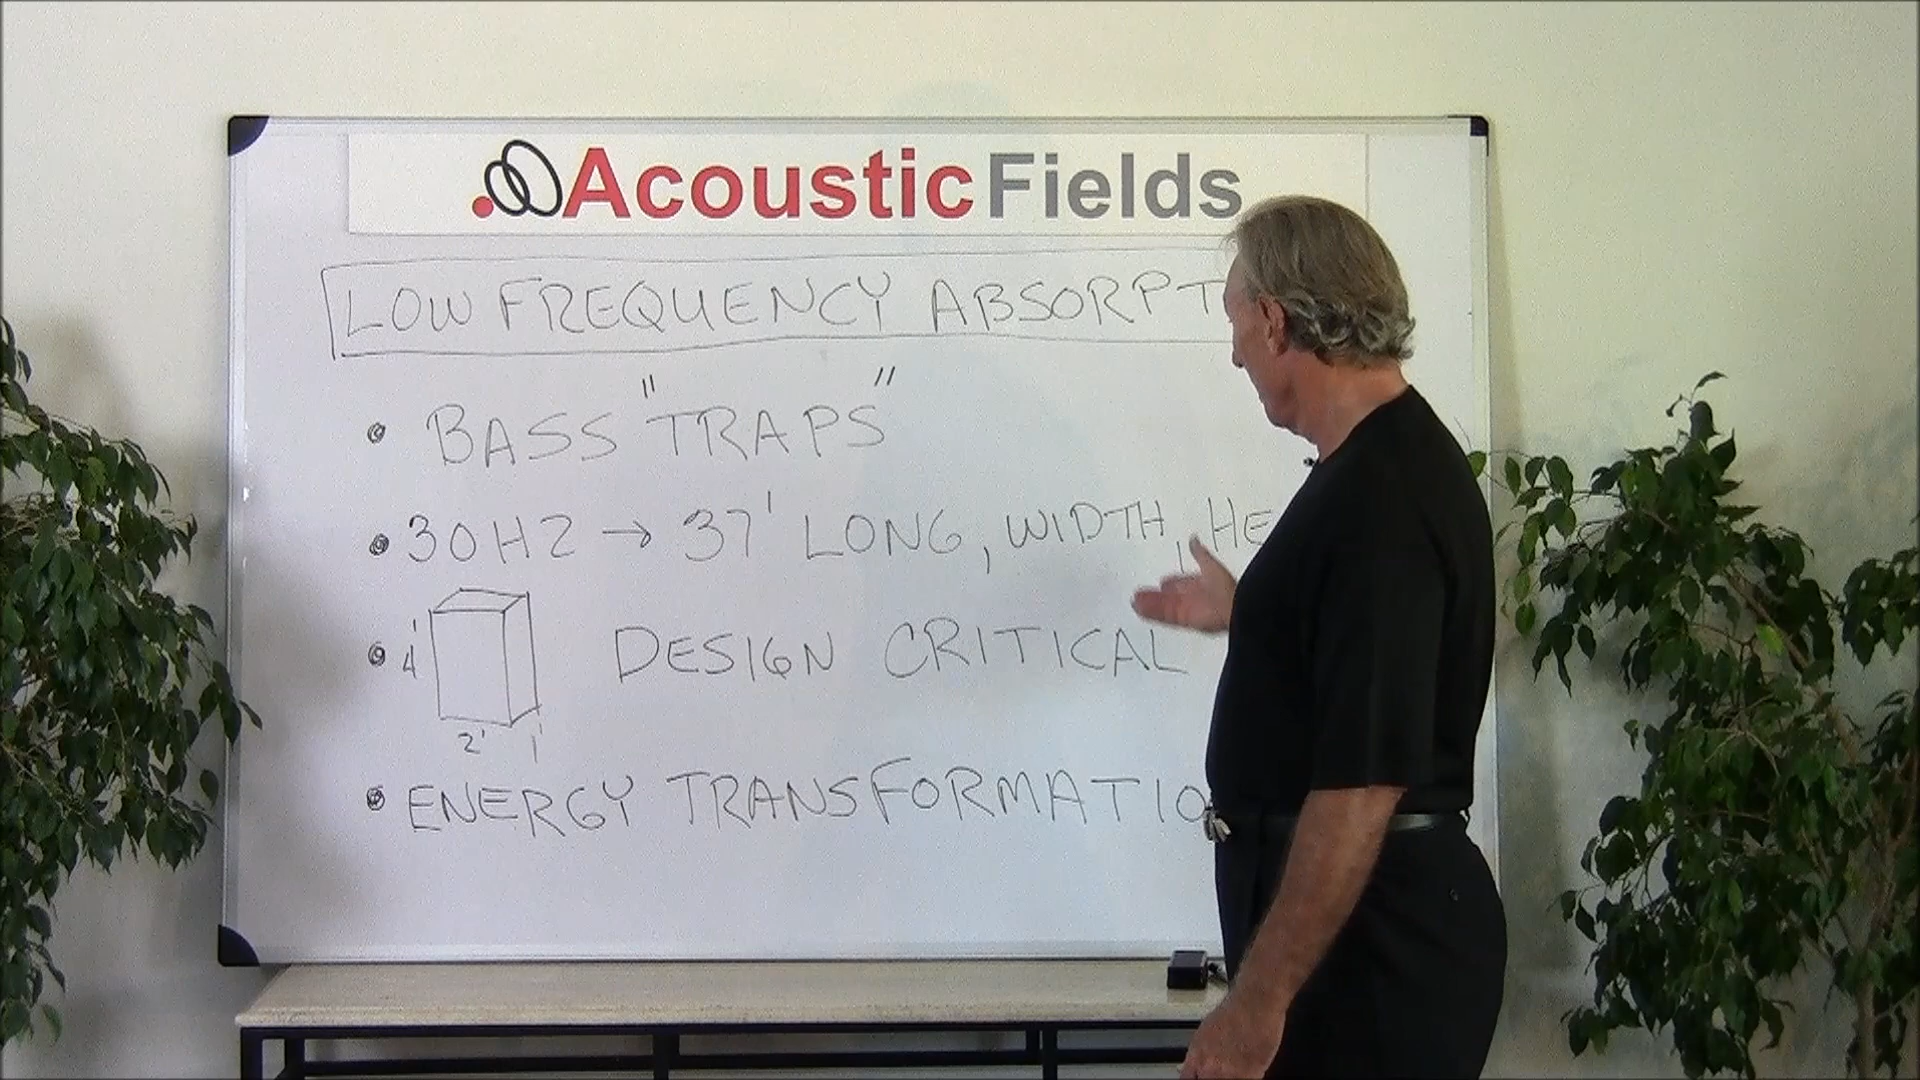 AcousticFields
LOW FREQUENCY ABSORPT
• BASS "TRAPS"
• 30HZ → 37' LONG, WIDTH, HE
• 4' 2' 1' DESIGN CRITICAL
• ENERGY TRANSFORMATIO